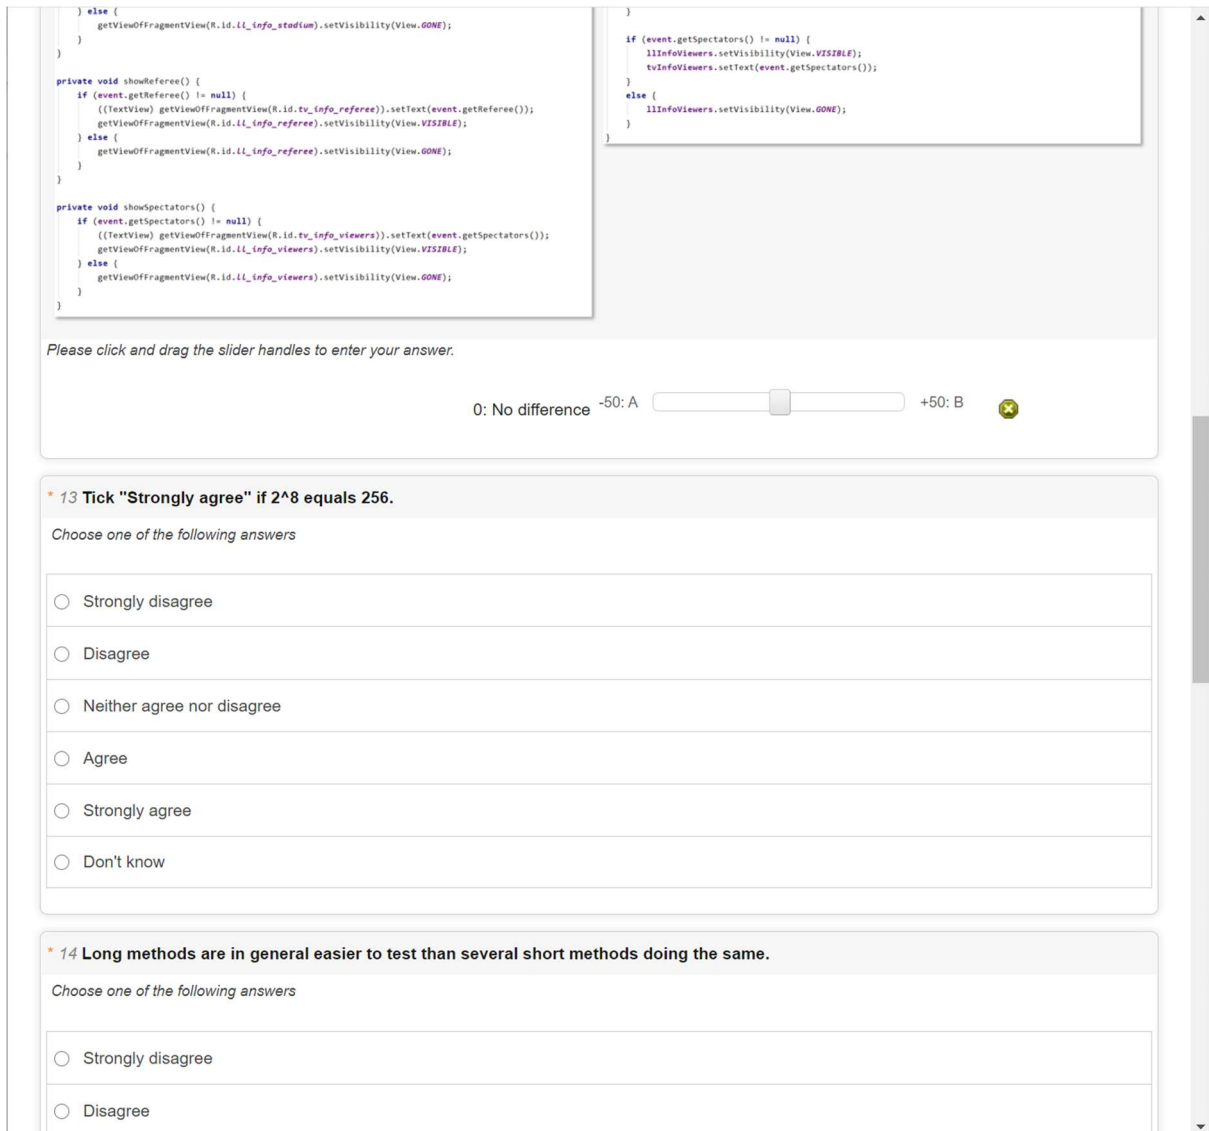 } else {
getViewOfFragmentView(R.id.ll_info_stadium).setVisibility(View.GONE);
}
}
private void showReferee() {
if (event.getReferee() != null) {
((TextView) getViewOfFragmentView(R.id.tv_info_referee)).setText(event.getReferee());
getViewOfFragmentView(R.id.ll_info_referee).setVisibility(View.VISIBLE);
} else {
getViewOfFragmentView(R.id.ll_info_referee).setVisibility(View.GONE);
}
}
private void showSpectators() {
if (event.getSpectators() != null) {
((TextView) getViewOfFragmentView(R.id.tv_info_viewers)).setText(event.getSpectators());
getViewOfFragmentView(R.id.ll_info_viewers).setVisibility(View.VISIBLE);
} else {
getViewOfFragmentView(R.id.ll_info_viewers).setVisibility(View.GONE);
}
}
}
if (event.getSpectators() != null) {
llInfoViewers.setVisibility(View.VISIBLE);
tvInfoViewers.setText(event.getSpectators());
}
else {
llInfoViewers.setVisibility(View.GONE);
}
}
Please click and drag the slider handles to enter your answer.
0: No difference -50: A +50: B
* 13 Tick "Strongly agree" if 2^8 equals 256.
Choose one of the following answers
Strongly disagree
Disagree
Neither agree nor disagree
Agree
Strongly agree
Don't know
* 14 Long methods are in general easier to test than several short methods doing the same.
Choose one of the following answers
Strongly disagree
Disagree